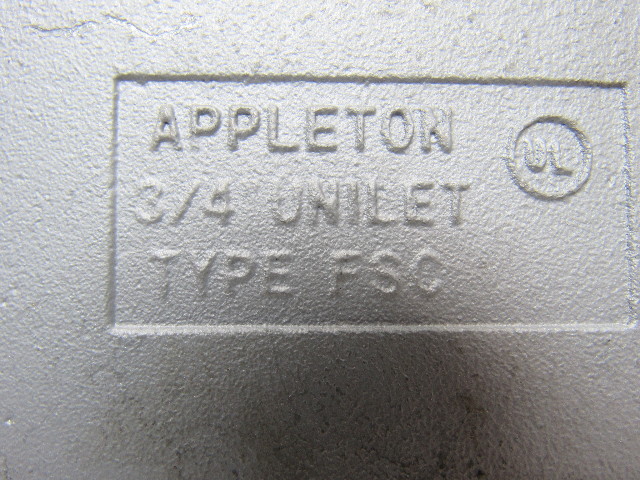 APPLETON
UL
3/4 UNILET
TYPE FSC